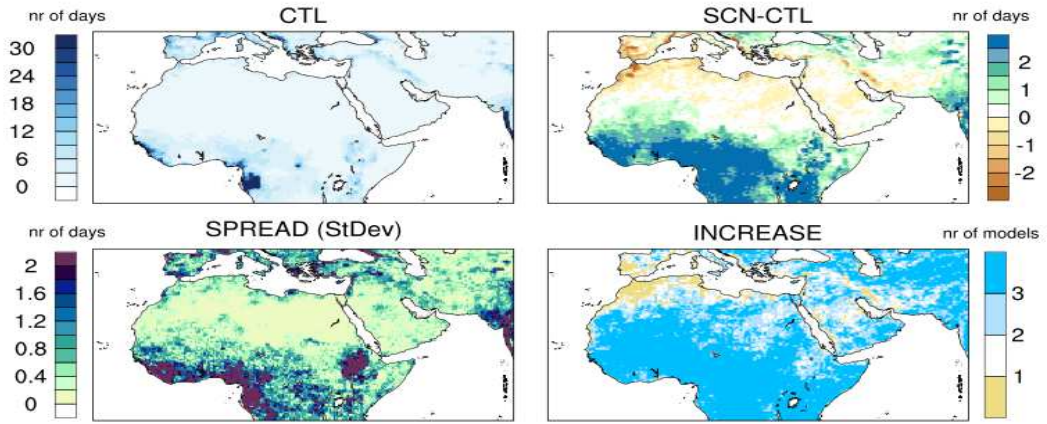 nr of days
CTL
30
24
18
12
6
0
SCN-CTL
nr of days
2
1
0
-1
-2
nr of days
SPREAD (StDev)
2
1.6
1.2
0.8
0.4
0
INCREASE
nr of models
3
2
1